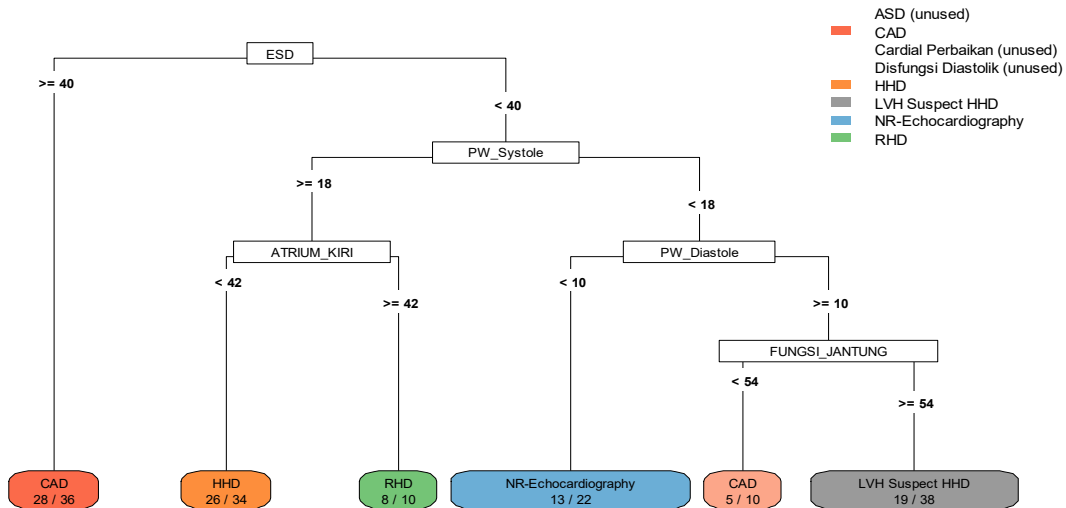 ASD (unused)
CAD
Cardial Perbaikan (unused)
Disfungsi Diastolik (unused)
HHD
LVH Suspect HHD
NR-Echocardiography
RHD
ESD
>= 40
< 40
PW_Systole
>= 18
< 18
ATRIUM_KIRI
PW_Diastole
< 42
>= 42
< 10
>= 10
FUNGSI_JANTUNG
< 54
>= 54
CAD
28 / 36
HHD
26 / 34
RHD
8 / 10
NR-Echocardiography
13 / 22
CAD
5 / 10
LVH Suspect HHD
19 / 38